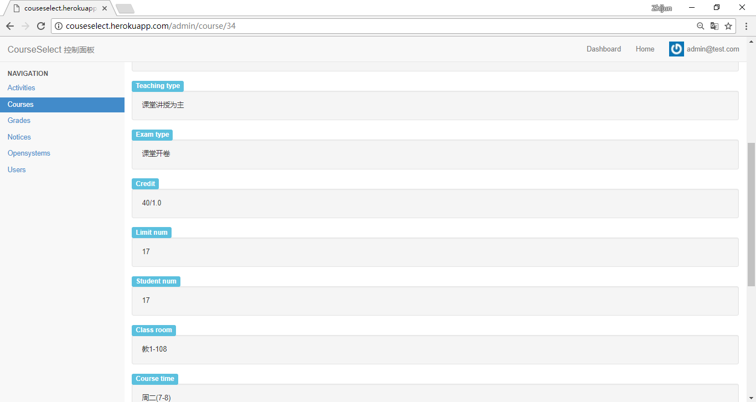 couseselect.herokuapp
Zhijun
couseselect.herokuapp.com/admin/course/34
CourseSelect 控制面板
Dashboard
Home
admin@test.com
NAVIGATION
Activities
Courses
Grades
Notices
Opensystems
Users
Teaching type
课堂讲授为主
Exam type
课堂开卷
Credit
40/1.0
Limit num
17
Student num
17
Class room
教1-108
Course time
周二(7-8)